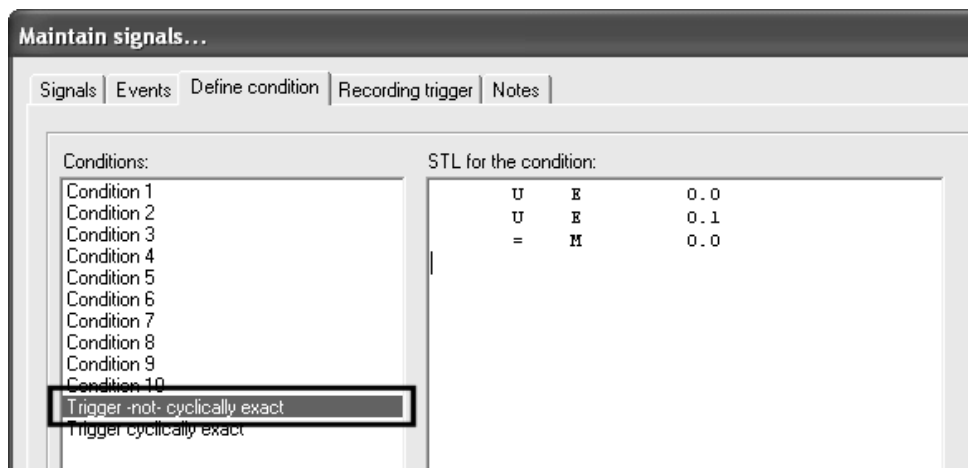 Maintain signals...
Signals Events Define condition Recording trigger Notes
Conditions:
Condition 1
Condition 2
Condition 3
Condition 4
Condition 5
Condition 6
Condition 7
Condition 8
Condition 9
Condition 10
Trigger -not- cyclically exact
Trigger cyclically exact
STL for the condition:
U E 0.0
U E 0.1
= M 0.0